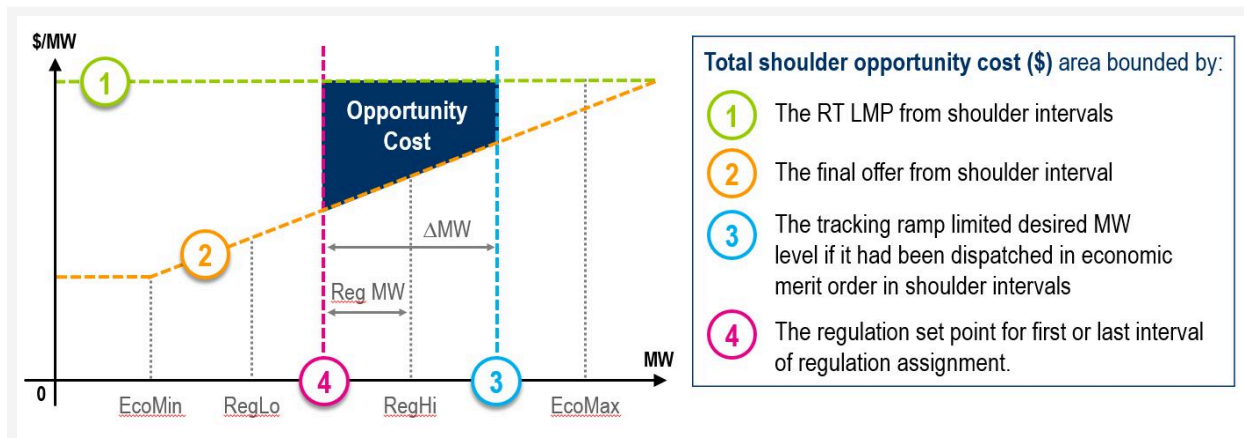 $/MW
1
Opportunity
Cost
2
ΔMW
Reg MW
MW
4
3
0
EcoMin
RegLo
RegHi
EcoMax
Total shoulder opportunity cost ($) area bounded by:
1 The RT LMP from shoulder intervals
2 The final offer from shoulder interval
3 The tracking ramp limited desired MW
level if it had been dispatched in economic
merit order in shoulder intervals
4 The regulation set point for first or last interval
of regulation assignment.